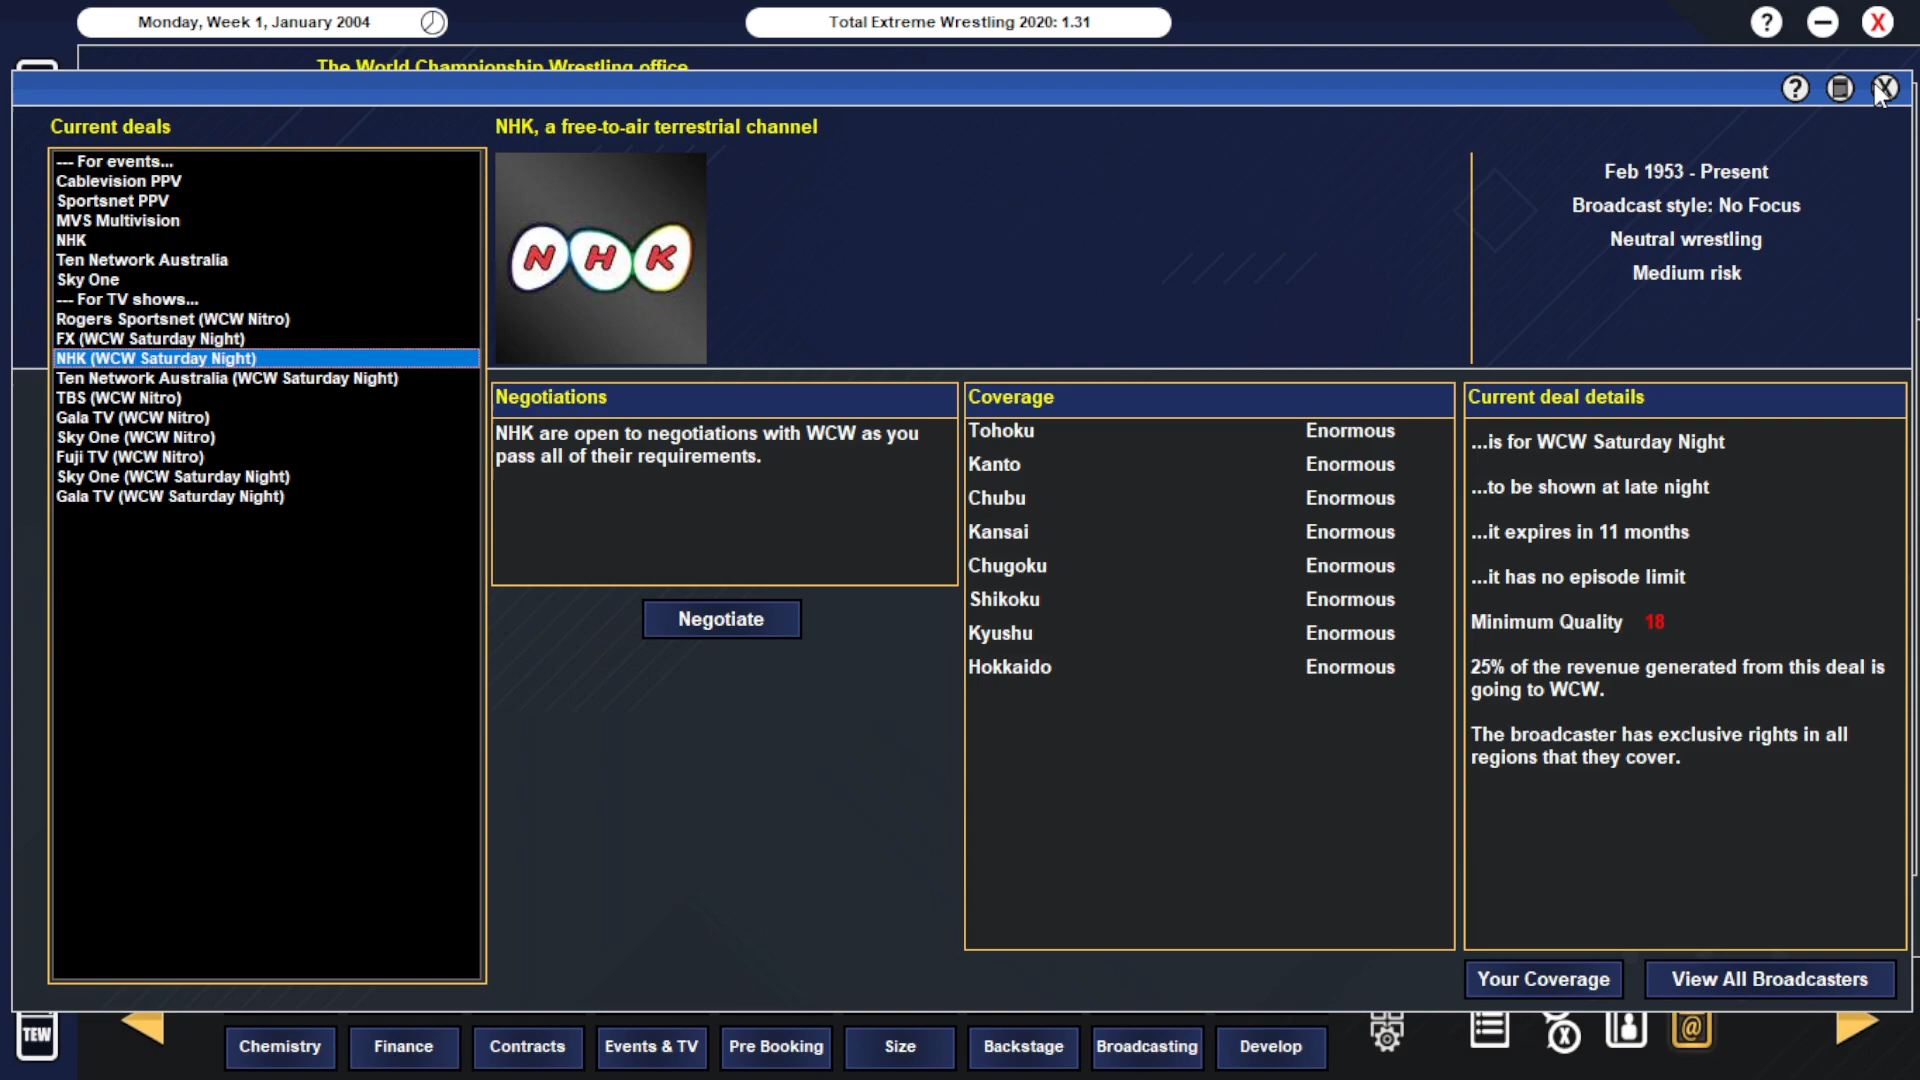 Monday, Week 1, January 2004
Total Extreme Wrestling 2020: 1.31
?
X
The World Championship Wrestling office
?
X
Current deals
--- For events...
Cablevision PPV
Sportsnet PPV
MVS Multivision
NHK
Ten Network Australia
Sky One
--- For TV shows...
Rogers Sportsnet (WCW Nitro)
FX (WCW Saturday Night)
NHK (WCW Saturday Night)
Ten Network Australia (WCW Saturday Night)
TBS (WCW Nitro)
Gala TV (WCW Nitro)
Sky One (WCW Nitro)
Fuji TV (WCW Nitro)
Sky One (WCW Saturday Night)
Gala TV (WCW Saturday Night)
NHK, a free-to-air terrestrial channel
NHK
Feb 1953 - Present
Broadcast style: No Focus
Neutral wrestling
Medium risk
Negotiations
NHK are open to negotiations with WCW as you
pass all of their requirements.
Negotiate
Coverage
Tohoku Enormous
Kanto Enormous
Chubu Enormous
Kansai Enormous
Chugoku Enormous
Shikoku Enormous
Kyushu Enormous
Hokkaido Enormous
Current deal details
...is for WCW Saturday Night
...to be shown at late night
...it expires in 11 months
...it has no episode limit
Minimum Quality 18
25% of the revenue generated from this deal is
going to WCW.
The broadcaster has exclusive rights in all
regions that they cover.
Your Coverage
View All Broadcasters
TEW
Chemistry
Finance
Contracts
Events & TV
Pre Booking
Size
Backstage
Broadcasting
Develop
X
@